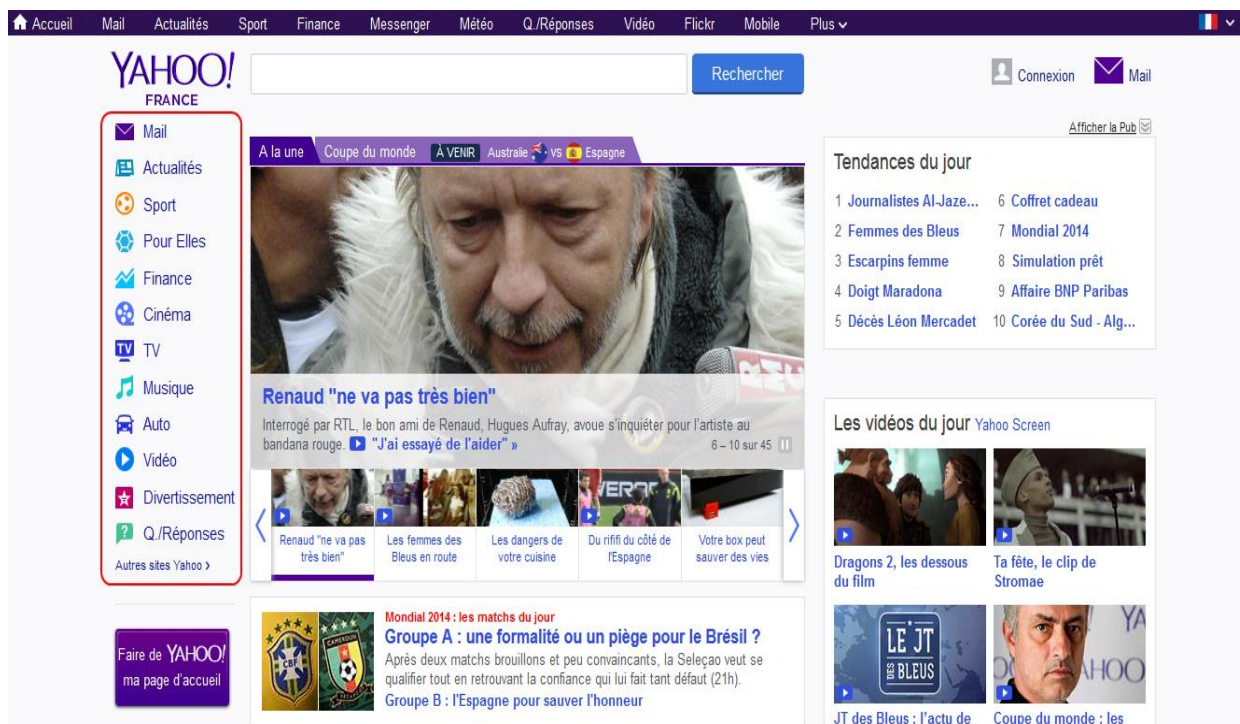 Accueil Mail Actualités Sport Finance Messenger Météo Q./Réponses Vidéo Flickr Mobile Plus
YAHOO!
FRANCE
Rechercher
Connexion Mail
Afficher la Pub
Mail
Actualités
Sport
Pour Elles
Finance
Cinéma
TV TV
Musique
Auto
Vidéo
Divertissement
? Q./Réponses
Autres sites Yahoo >
Faire de YAHOO!
ma page d'accueil
A la une Coupe du monde À VENIR Australie vs Espagne
RMC
Renaud "ne va pas très bien"
Interrogé par RTL, le bon ami de Renaud, Hugues Aufray, avoue s'inquiéter pour l'artiste au
bandana rouge. "J'ai essayé de l'aider" »
6 – 10 sur 45
Renaud "ne va pas
très bien"
Les femmes des
Bleus en route
Les dangers de
votre cuisine
Du rififi du côté de
l'Espagne
Votre box peut
sauver des vies
CBF
CAMEROUN
Mondial 2014 : les matchs du jour
Groupe A : une formalité ou un piège pour le Brésil ?
Après deux matchs brouillons et peu convaincants, la Seleçao veut se
qualifier tout en retrouvant la confiance qui lui fait tant défaut (21h).
Groupe B : l'Espagne pour sauver l'honneur
Tendances du jour
1 Journalistes Al-Jaze...
2 Femmes des Bleus
3 Escarpins femme
4 Doigt Maradona
5 Décès Léon Mercadet
6 Coffret cadeau
7 Mondial 2014
8 Simulation prêt
9 Affaire BNP Paribas
10 Corée du Sud - Alg...
Les vidéos du jour Yahoo Screen
Dragons 2, les dessous
du film
Ta fête, le clip de
Stromae
LE JT
DES BLEUS
JT des Bleus : l'actu de
YA
AHOO
Coupe du monde : les